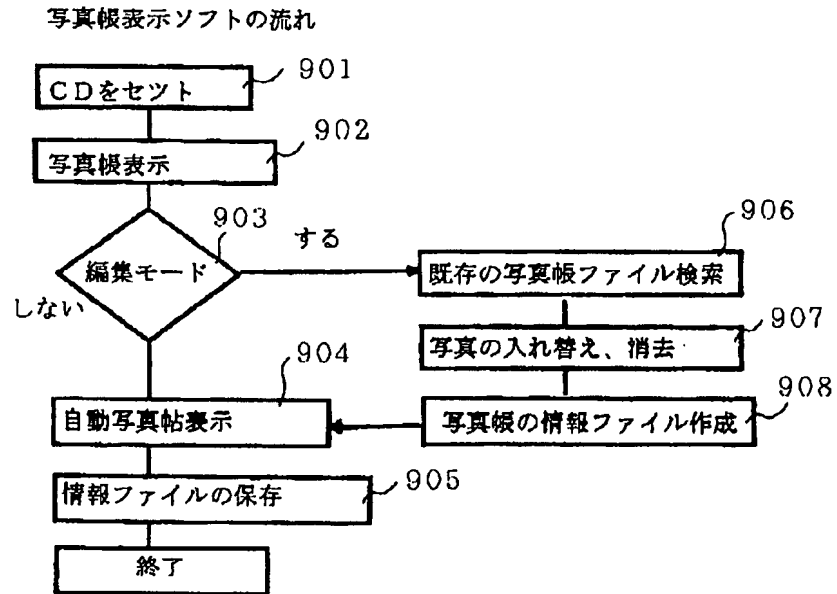 写真帳表示ソフトの流れ
CDをセツト
901
写真帳表示
902
編集モード
903
する
しない
既存の写真帳ファイル検索
906
写真の入れ替え、消去
907
写真帳の情報ファイル作成
908
自動写真帖表示
904
情報ファイルの保存
905
終了